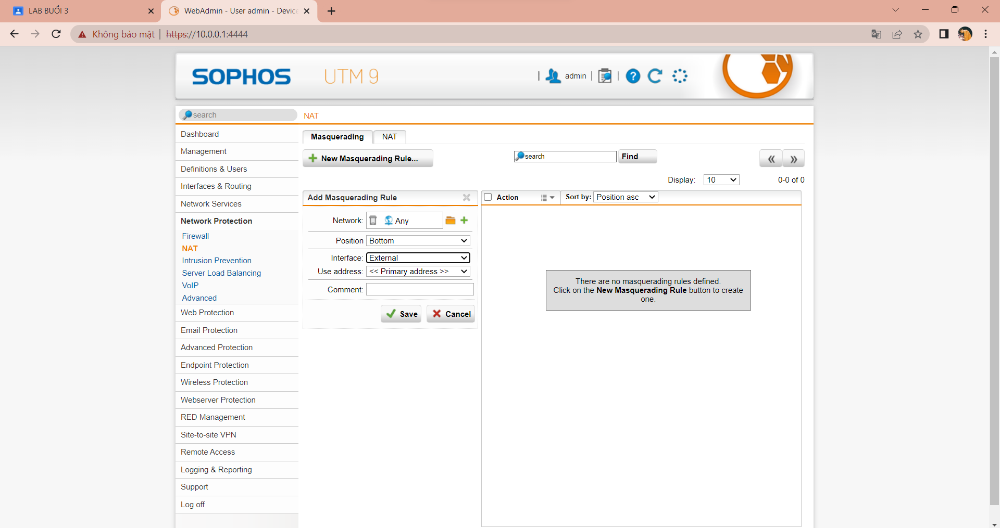 LAB BUỔI 3
WebAdmin - User admin - Device
Không bảo mật | https://10.0.0.1:4444
SOPHOS UTM 9
| admin | |
search
NAT
Dashboard
Management
Definitions & Users
Interfaces & Routing
Network Services
Network Protection
Firewall
NAT
Intrusion Prevention
Server Load Balancing
VoIP
Advanced
Web Protection
Email Protection
Advanced Protection
Endpoint Protection
Wireless Protection
Webserver Protection
RED Management
Site-to-site VPN
Remote Access
Logging & Reporting
Support
Log off
Masquerading NAT
New Masquerading Rule... search Find « »
Display: 10 0-0 of 0
Add Masquerading Rule
Network: Any
Position Bottom
Interface: External
Use address: << Primary address >>
Comment:
Save Cancel
Action Sort by: Position asc
There are no masquerading rules defined.
Click on the New Masquerading Rule button to create
one.